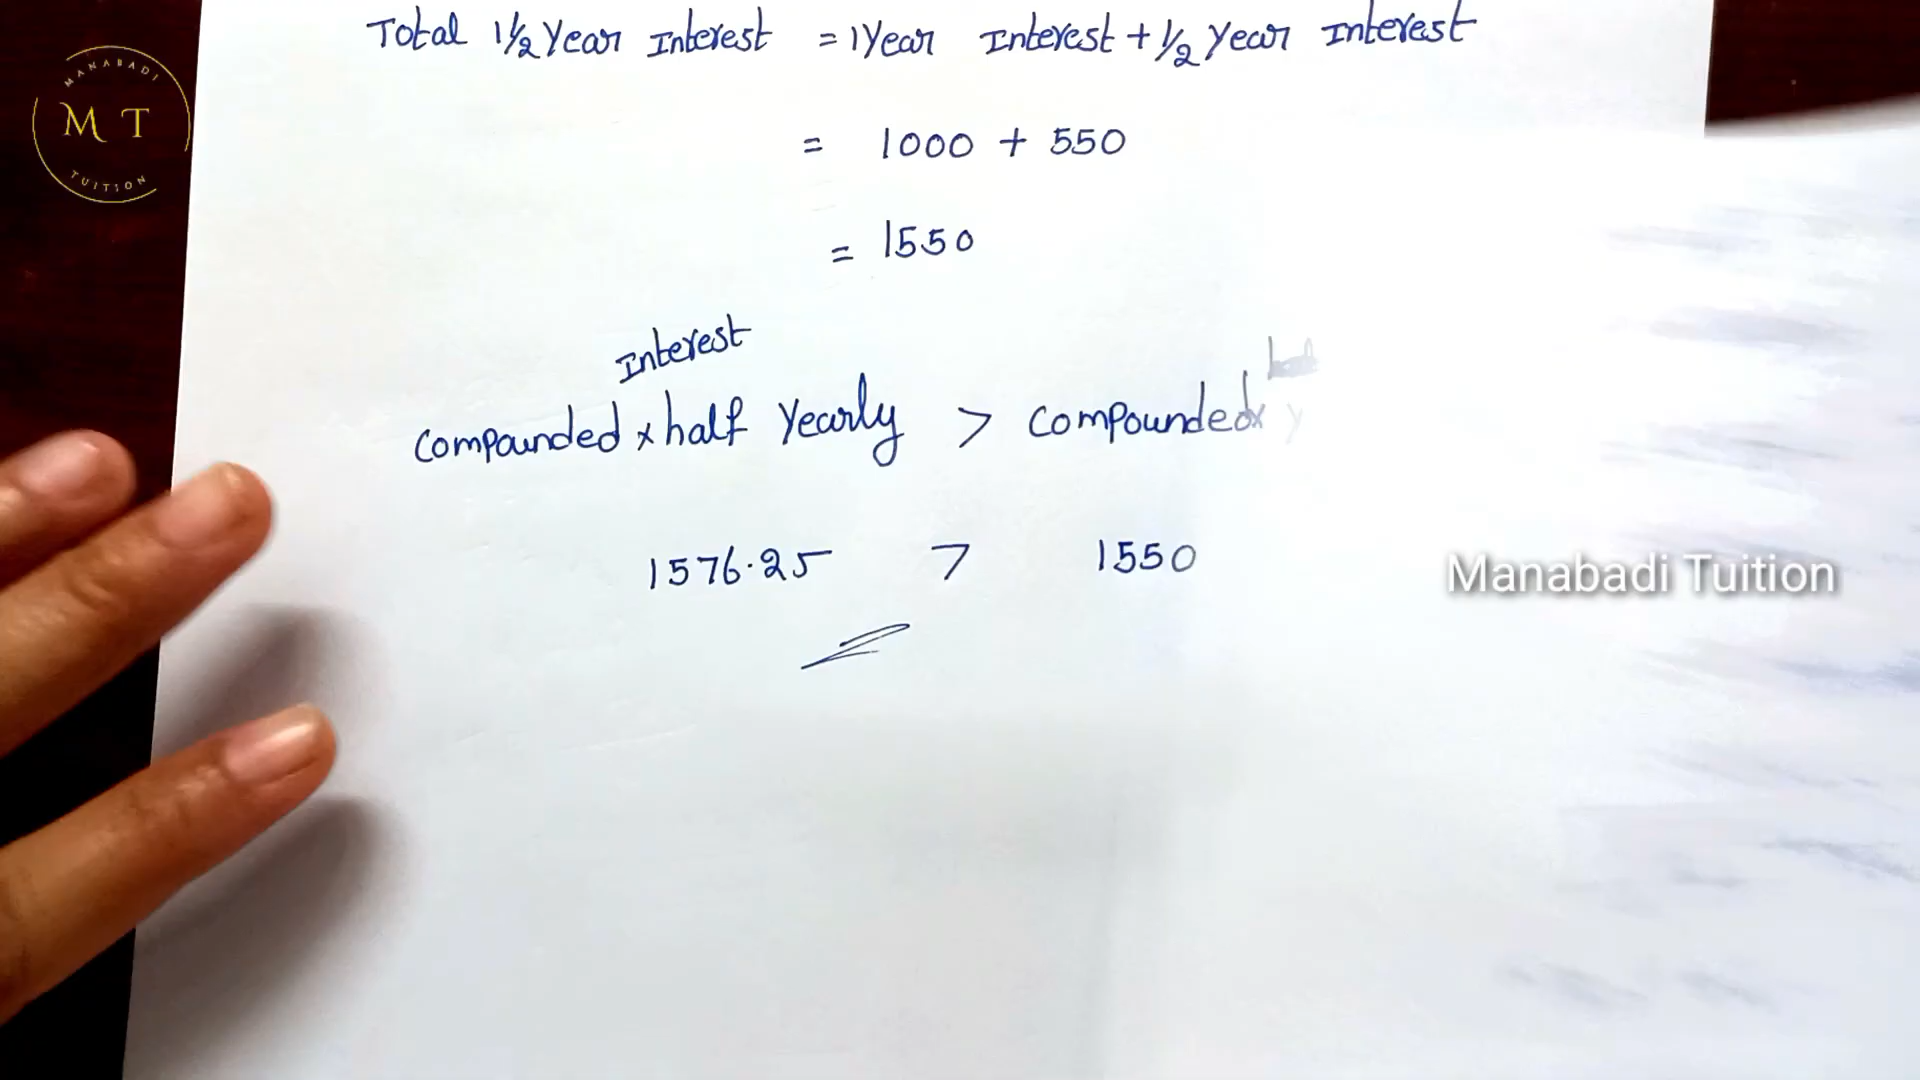 Total 1½ Year Interest = 1 Year Interest + ½ Year Interest
= 1000 + 550
= 1550
Interest
compounded x half Yearly > compounded x
1576.25 > 1550
MANABADI
M T
TUITION
Manabadi Tuition